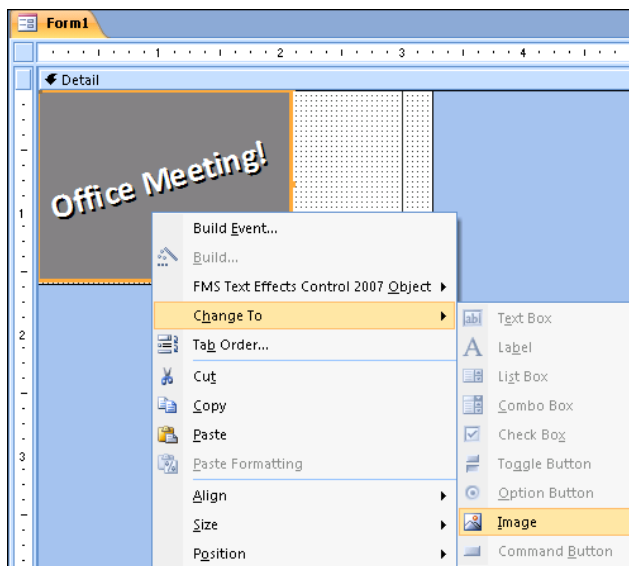 Form1
1 2 3 4
Detail
Office Meeting!
1
2
3
Build Event...
Build...
FMS Text Effects Control 2007 Object
Change To
Tab Order...
Cut
Copy
Paste
Paste Formatting
Align
Size
Position
ab
Text Box
A Label
List Box
Combo Box
Check Box
Toggle Button
Option Button
Image
Command Button